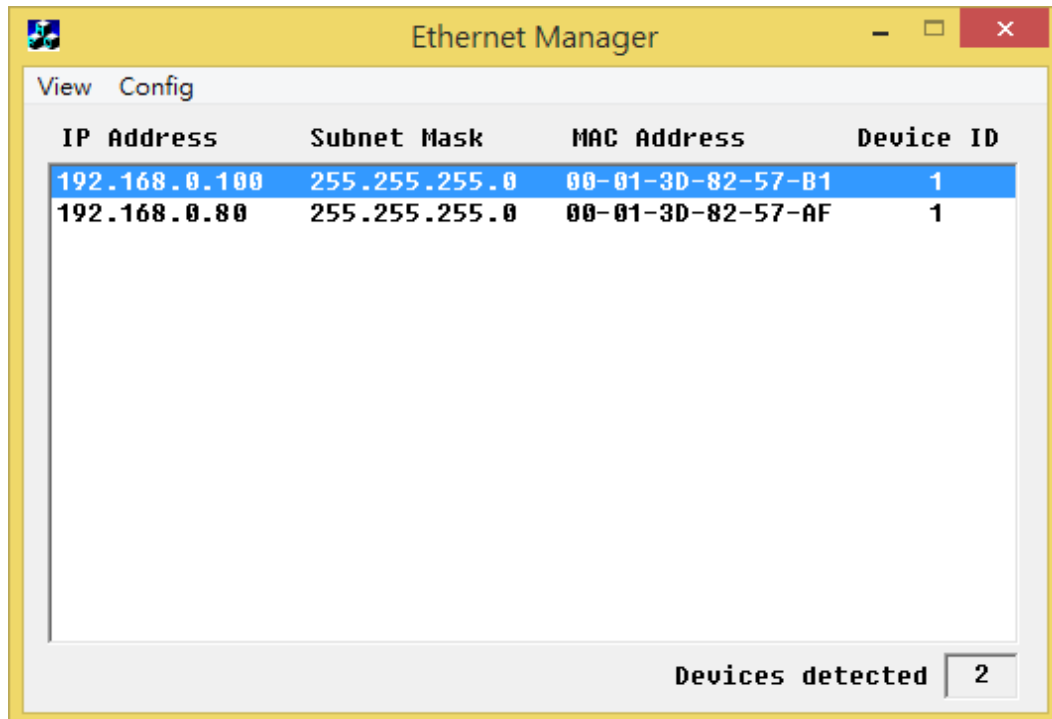 Ethernet Manager
View Config
IP Address Subnet Mask MAC Address Device ID
192.168.0.100 255.255.255.0 00-01-3D-82-57-B1 1
192.168.0.80 255.255.255.0 00-01-3D-82-57-AF 1
Devices detected 2